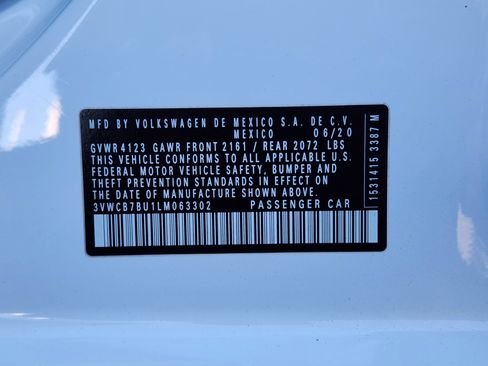 MFD BY VOLKSWAGEN DE MEXICO S.A. DE C.V.
MEXICO 06/20
GVWR 4123 GAWR FRONT 2161 / REAR 2072 LBS
THIS VEHICLE CONFORMS TO ALL APPLICABLE U.S.
FEDERAL MOTOR VEHICLE SAFETY, BUMPER AND
THEFT PREVENTION STANDARDS IN EFFECT ON
THE DATE OF MANUFACTURE SHOWN ABOVE.
3VWCB7BU1LM063302 PASSENGER CAR
1531415 3387 M